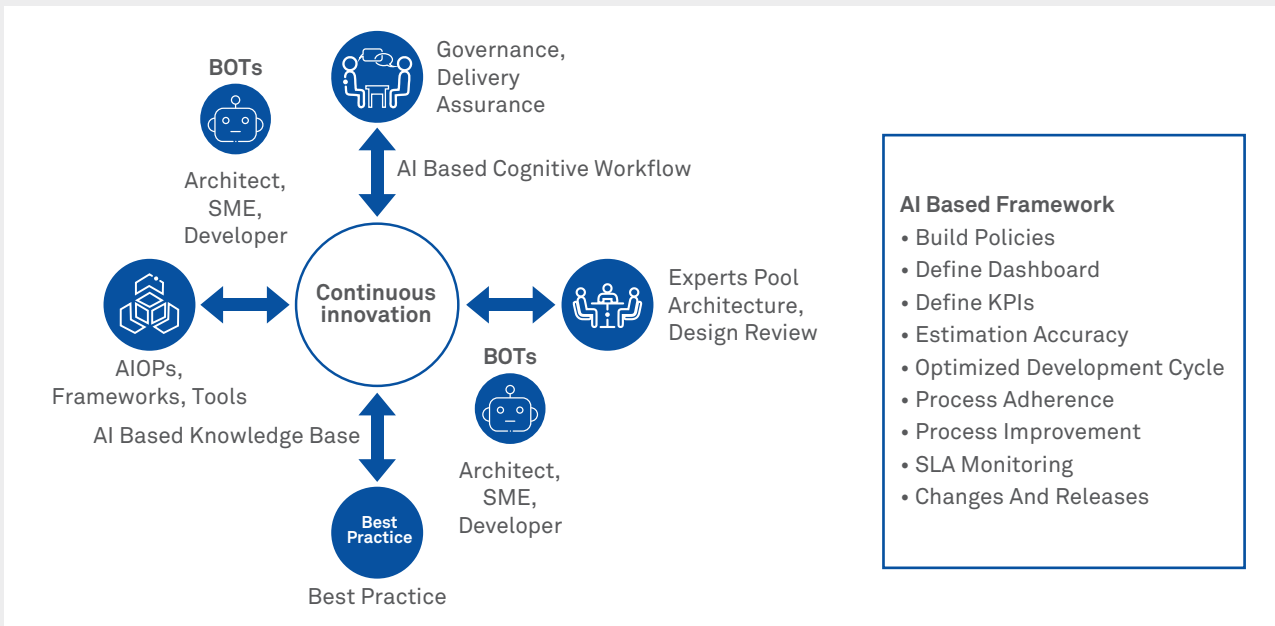 BOTs
Architect,
SME,
Developer
Governance,
Delivery
Assurance
AI Based Cognitive Workflow
Continuous
innovation
AIOPs,
Frameworks, Tools
Experts Pool
Architecture,
Design Review
BOTs
Architect,
SME,
Developer
AI Based Knowledge Base
Best
Practice
Best Practice
AI Based Framework
• Build Policies
• Define Dashboard
• Define KPIs
• Estimation Accuracy
• Optimized Development Cycle
• Process Adherence
• Process Improvement
• SLA Monitoring
• Changes And Releases